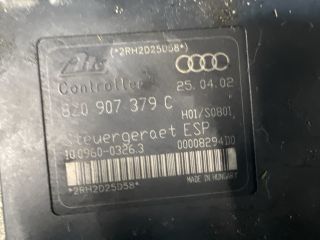 (*2RH2D25D58*)
Ate
Controller 25.04.02
8Z0 907 379 C
H01/S0801,
Steuergeraet ESP
10.0960-0326.3 00008294D0
*2RH2D25D58*
MADE IN HUNGARY